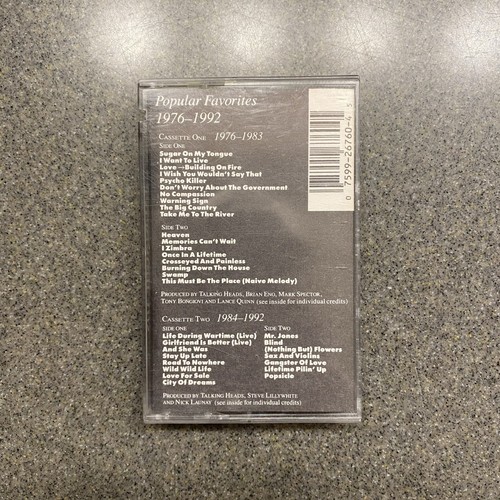 Popular Favorites
1976–1992
CASSETTE ONE 1976–1983
SIDE ONE
Sugar On My Tongue
I Want To Live
Love→Building On Fire
I Wish You Wouldn't Say That
Psycho Killer
Don't Worry About The Government
No Compassion
Warning Sign
The Big Country
Take Me To The River
SIDE TWO
Heaven
Memories Can't Wait
I Zimbra
Once In A Lifetime
Crosseyed And Painless
Burning Down The House
Swamp
This Must Be The Place (Naive Melody)
PRODUCED BY TALKING HEADS, BRIAN ENO, MARK SPECTOR,
TONY BONGIOVI AND LANCE QUINN (see inside for individual credits)
CASSETTE TWO 1984–1992
SIDE ONE
Life During Wartime (Live)
Girlfriend Is Better (Live)
And She Was
Stay Up Late
Road To Nowhere
Wild Wild Life
Love For Sale
City Of Dreams
SIDE TWO
Mr. Jones
Blind
(Nothing But) Flowers
Sax And Violins
Gangster Of Love
Lifetime Pilin' Up
Popsicle
PRODUCED BY TALKING HEADS, STEVE LILLYWHITE
AND NICK LAUNAY (see inside for individual credits)
0 7599-26760-4 5